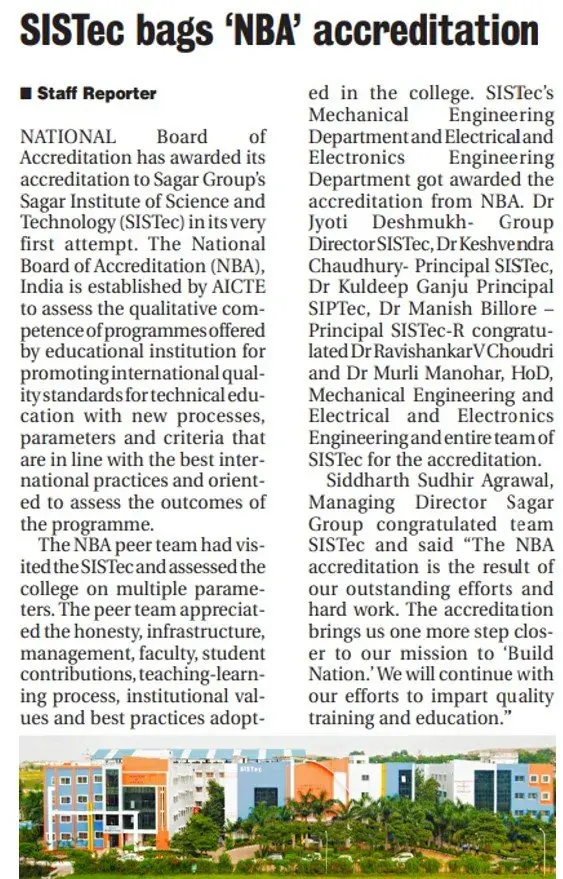 SISTec bags ‘NBA’ accreditation
■ Staff Reporter
NATIONAL Board of
Accreditation has awarded its
accreditation to Sagar Group’s
Sagar Institute of Science and
Technology (SISTec) in its very
first attempt. The National
Board of Accreditation (NBA),
India is established by AICTE
to assess the qualitative com-
petence of programmes offered
by educational institution for
promoting international qual-
ity standards for technical edu-
cation with new processes,
parameters and criteria that
are in line with the best inter-
national practices and orient-
ed to assess the outcomes of
the programme.
The NBA peer team had vis-
ited the SISTec and assessed the
college on multiple parame-
ters. The peer team appreciat-
ed the honesty, infrastructure,
management, faculty, student
contributions, teaching-learn-
ing process, institutional val-
ues and best practices adopt-
ed in the college. SISTec’s
Mechanical Engineering
Department and Electrical and
Electronics Engineering
Department got awarded the
accreditation from NBA. Dr
Jyoti Deshmukh- Group
Director SISTec, Dr Keshvendra
Chaudhury- Principal SISTec,
Dr Kuldeep Ganju Principal
SIPTec, Dr Manish Billore –
Principal SISTec-R congratu-
lated Dr Ravishankar V Choudri
and Dr Murli Manohar, HoD,
Mechanical Engineering and
Electrical and Electronics
Engineering and entire team of
SISTec for the accreditation.
Siddharth Sudhir Agrawal,
Managing Director Sagar
Group congratulated team
SISTec and said “The NBA
accreditation is the result of
our outstanding efforts and
hard work. The accreditation
brings us one more step clos-
er to our mission to ‘Build
Nation.’ We will continue with
our efforts to impart quality
training and education.”
SISTec